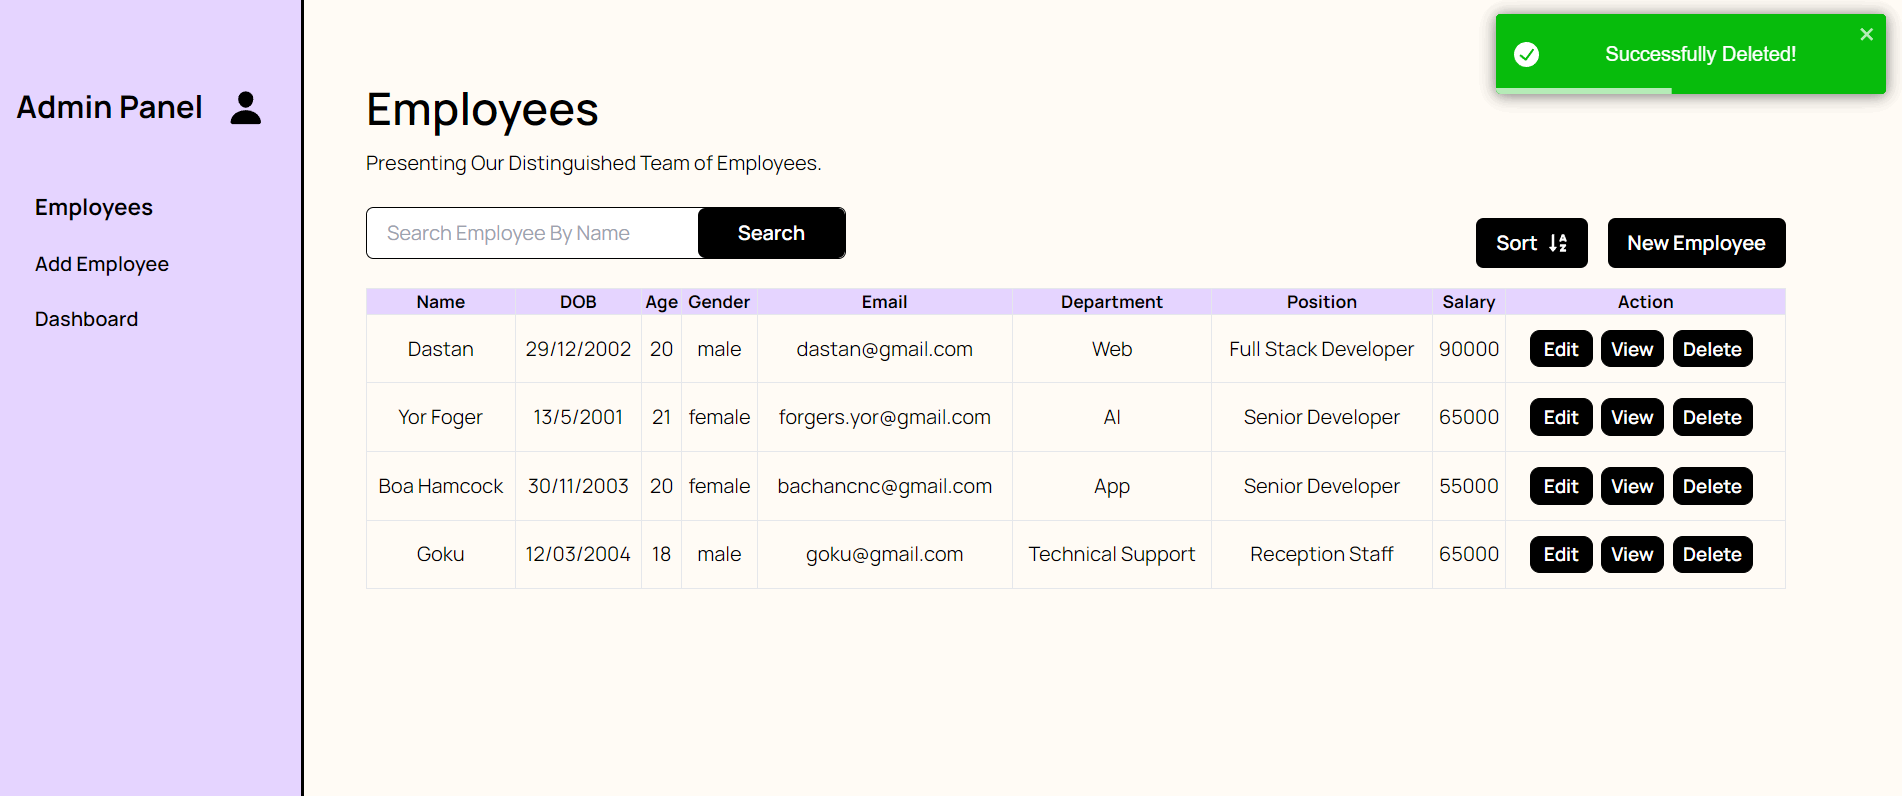 Successfully Deleted!
Admin Panel
Employees
Add Employee
Dashboard
Employees
Presenting Our Distinguished Team of Employees.
Search Employee By Name Search
Sort New Employee
Name DOB Age Gender Email Department Position Salary Action
Dastan 29/12/2002 20 male dastan@gmail.com Web Full Stack Developer 90000 Edit View Delete
Yor Foger 13/5/2001 21 female forgers.yor@gmail.com AI Senior Developer 65000 Edit View Delete
Boa Hamcock 30/11/2003 20 female bachancnc@gmail.com App Senior Developer 55000 Edit View Delete
Goku 12/03/2004 18 male goku@gmail.com Technical Support Reception Staff 65000 Edit View Delete